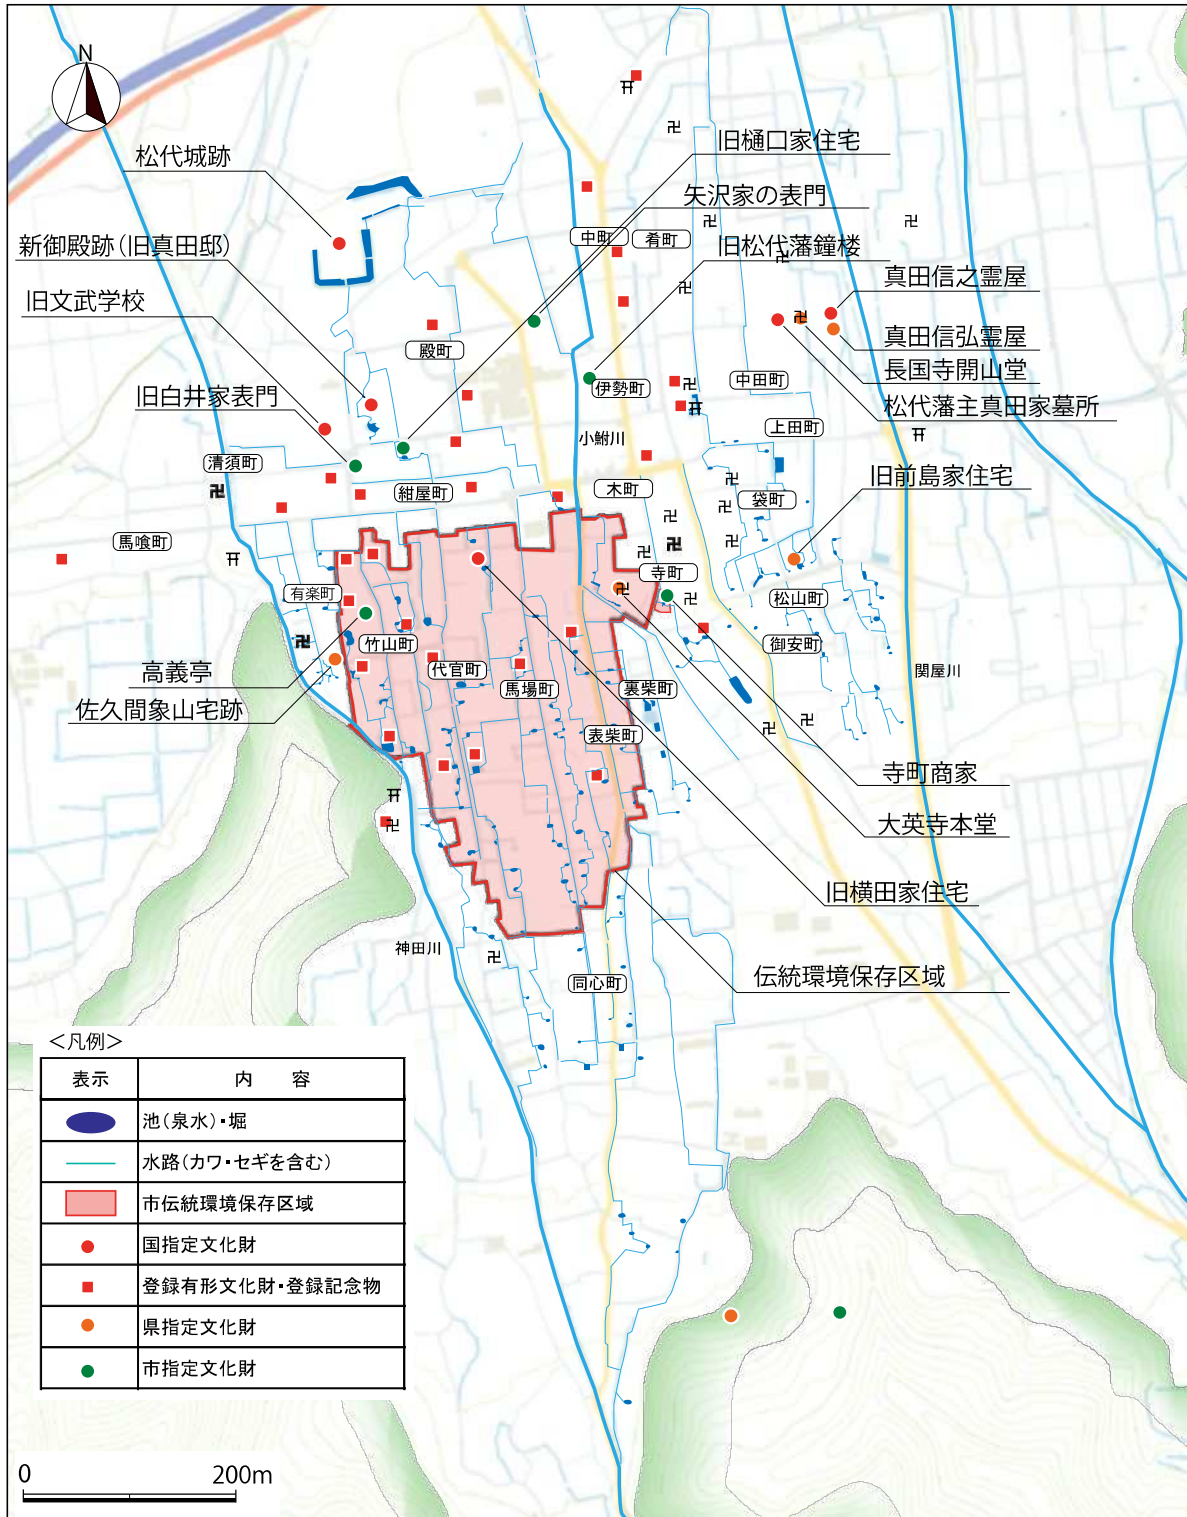 N
松代城跡
新御殿跡(旧真田邸)
旧文武学校
旧白井家表門
旧樋口家住宅
矢沢家の表門
旧松代藩鐘楼
真田信之霊屋
真田信弘霊屋
長国寺開山堂
松代藩主真田家墓所
旧前島家住宅
中町
肴町
殿町
伊勢町
中田町
上田町
小鮒川
清須町
紺屋町
木町
袋町
馬喰町
寺町
有楽町
松山町
竹山町
御安町
代官町
関屋川
馬場町
裏柴町
表柴町
高義亭
佐久間象山宅跡
寺町商家
大英寺本堂
旧横田家住宅
伝統環境保存区域
神田川
同心町
<凡例>
表示 内 容
池(泉水)・堀
水路(カワ・セギを含む)
市伝統環境保存区域
国指定文化財
登録有形文化財・登録記念物
県指定文化財
市指定文化財
0 200m